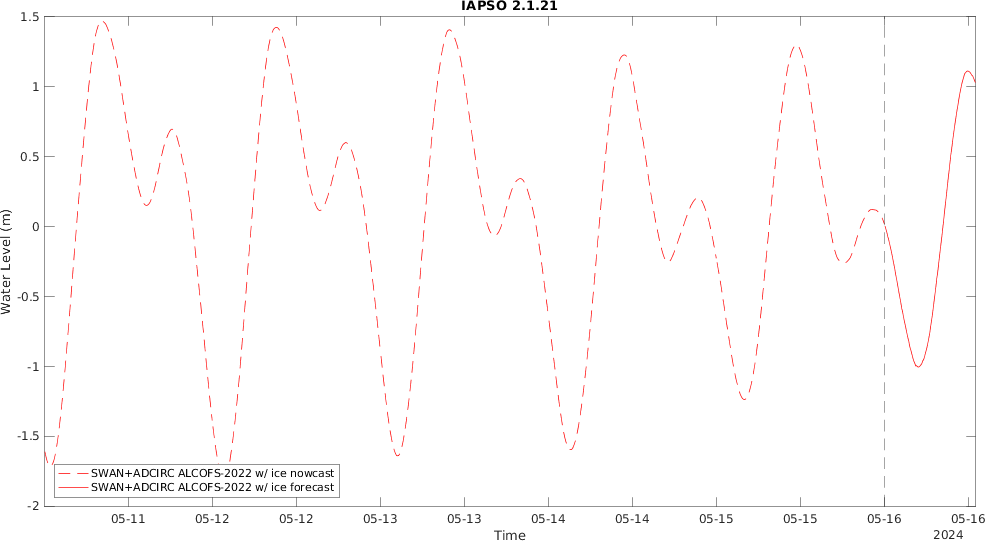 IAPSO 2.1.21
1.5
1
0.5
0
-0.5
-1
-1.5
-2
Water Level (m)
SWAN+ADCIRC ALCOFS-2022 w/ ice nowcast
SWAN+ADCIRC ALCOFS-2022 w/ ice forecast
05-11 05-12 05-12 05-13 05-13 05-14 05-14 05-15 05-15 05-16 05-16
Time
2024